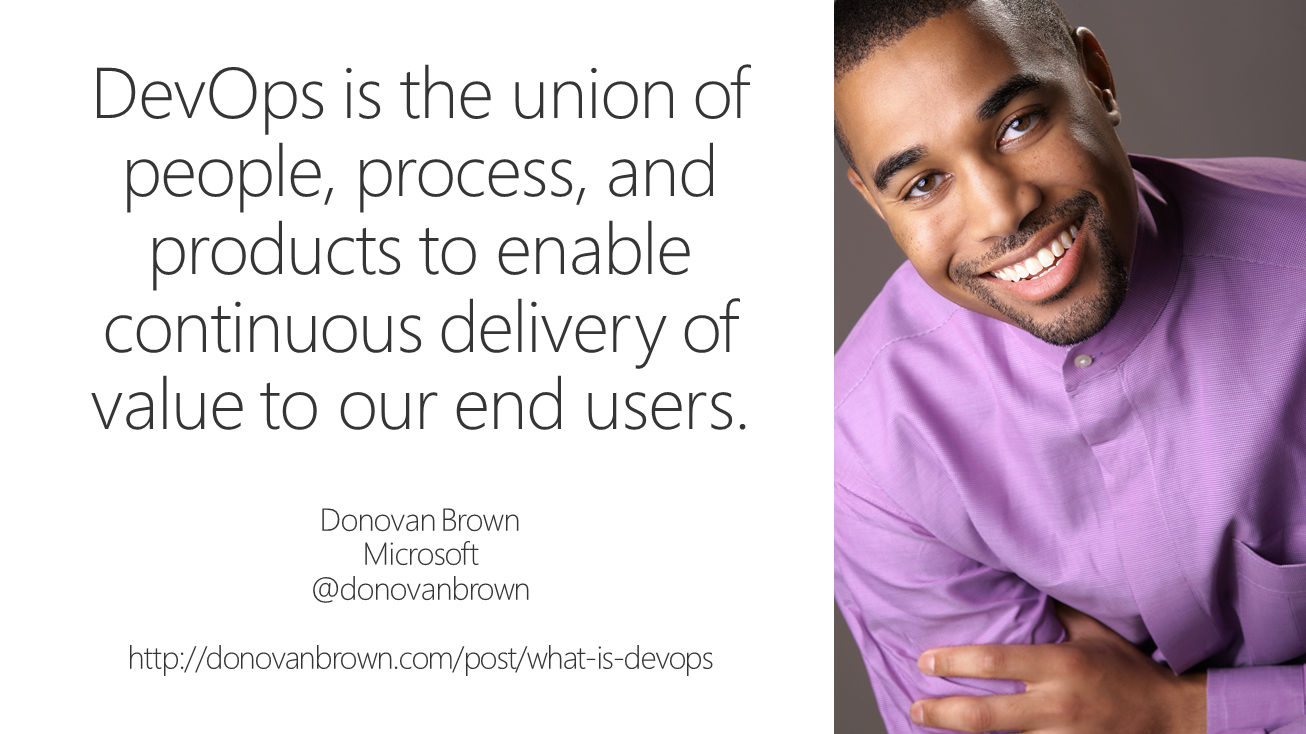 DevOps is the union of
people, process, and
products to enable
continuous delivery of
value to our end users.
Donovan Brown
Microsoft
@donovanbrown
http://donovanbrown.com/post/what-is-devops